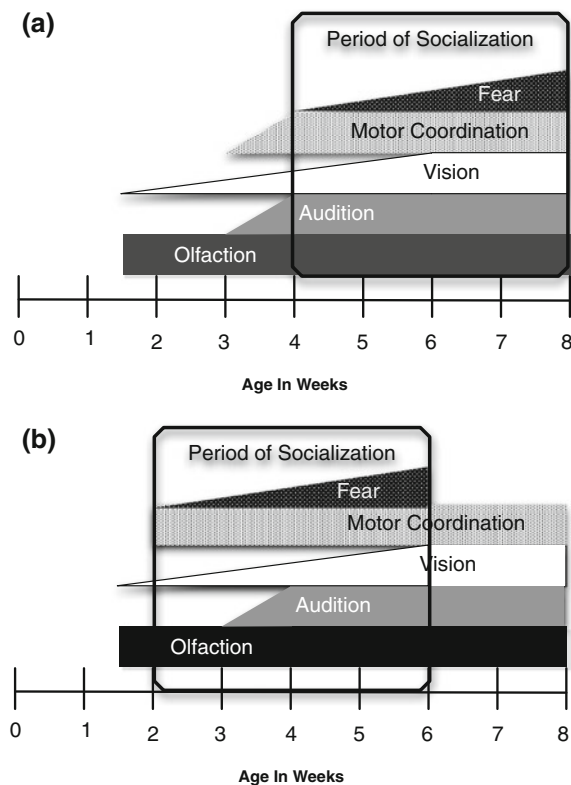 (a)
Period of Socialization
Fear
Motor Coordination
Vision
Audition
Olfaction
0 1 2 3 4 5 6 7 8
Age In Weeks
(b)
Period of Socialization
Fear
Motor Coordination
Vision
Audition
Olfaction
0 1 2 3 4 5 6 7 8
Age In Weeks